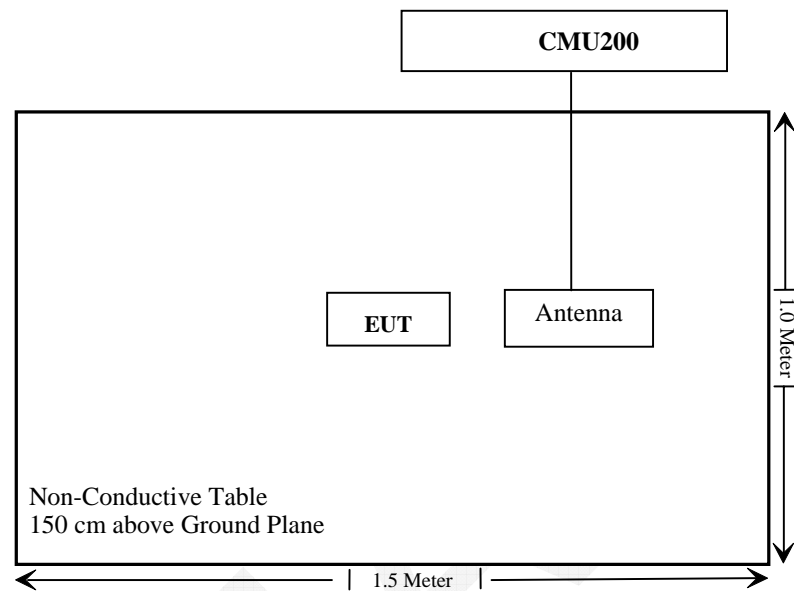 CMU200
EUT
Antenna
1.0 Meter
Non-Conductive Table
150 cm above Ground Plane
1.5 Meter